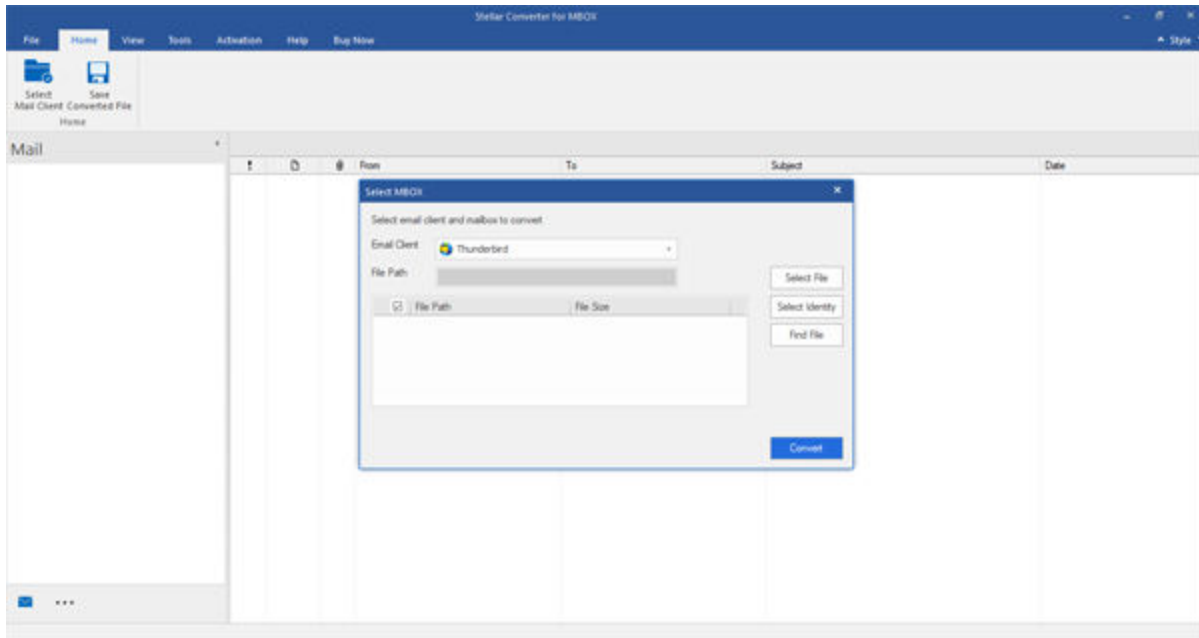 Stellar Converter for MBOX
File Home View Tools Activation Help Buy Now Style
Select Save
Mail Client Converted File
Home
Mail
From To Subject Date
Select MBOX
Select email client and mailbox to convert
Email Client Thunderbird
File Path
Select File
File Path File Size
Select Identity
Find File
Convert